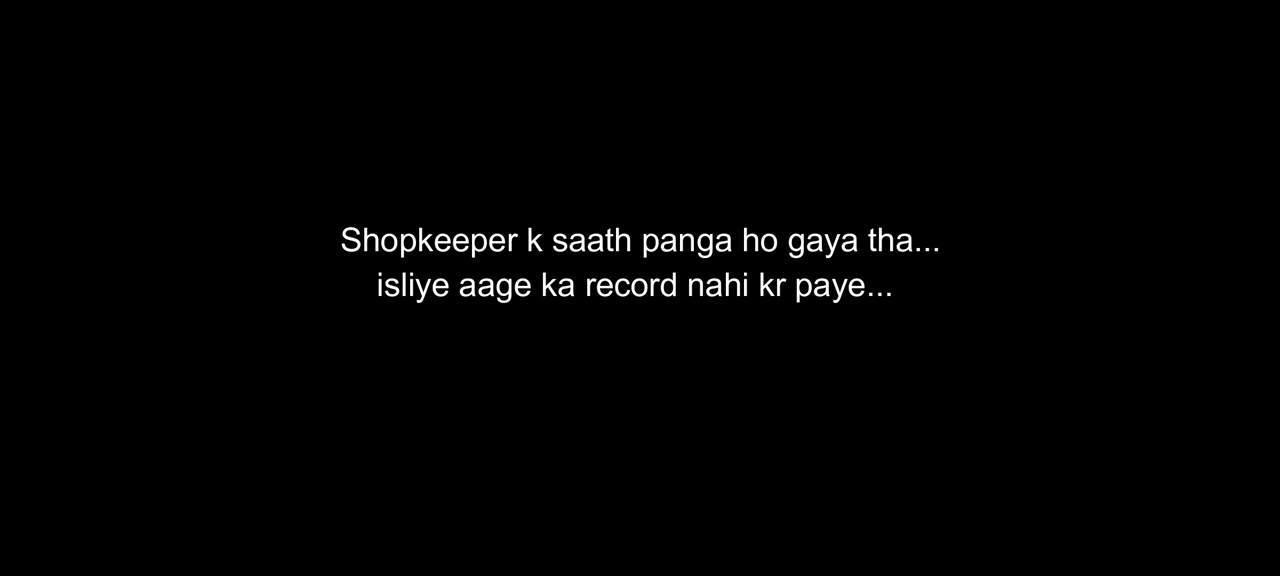 Shopkeeper k saath panga ho gaya tha...
isliye aage ka record nahi kr paye...